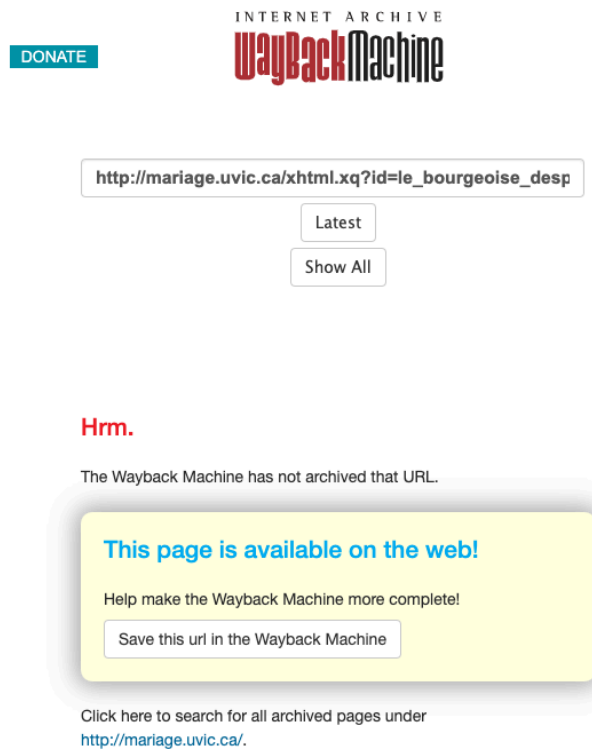 INTERNET ARCHIVE
DONATE
WayBackMachine
http://mariage.uvic.ca/xhtml.xq?id=le_bourgeoise_desp
Latest
Show All
Hrm.
The Wayback Machine has not archived that URL.
This page is available on the web!
Help make the Wayback Machine more complete!
Save this url in the Wayback Machine
Click here to search for all archived pages under
http://mariage.uvic.ca/.